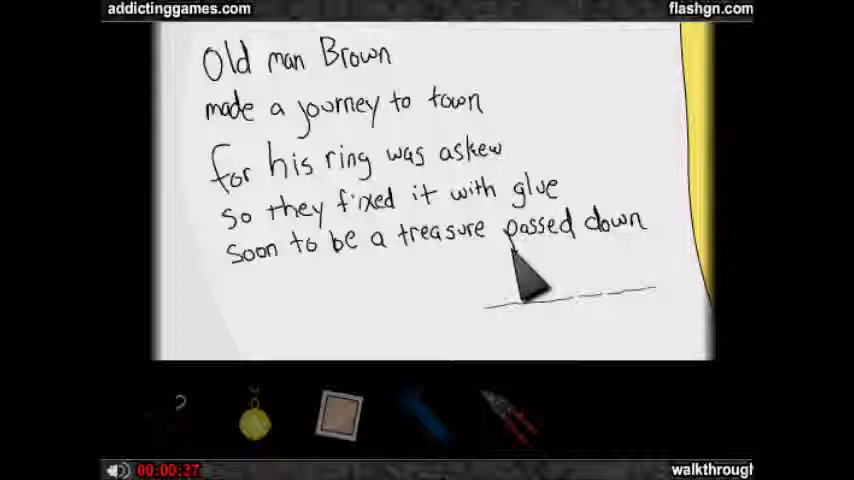 addictinggames.com flashgn.com
Old man Brown
made a journey to town
for his ring was askew
so they fixed it with glue
soon to be a treasure passed down
?
00:00:37 walkthrough